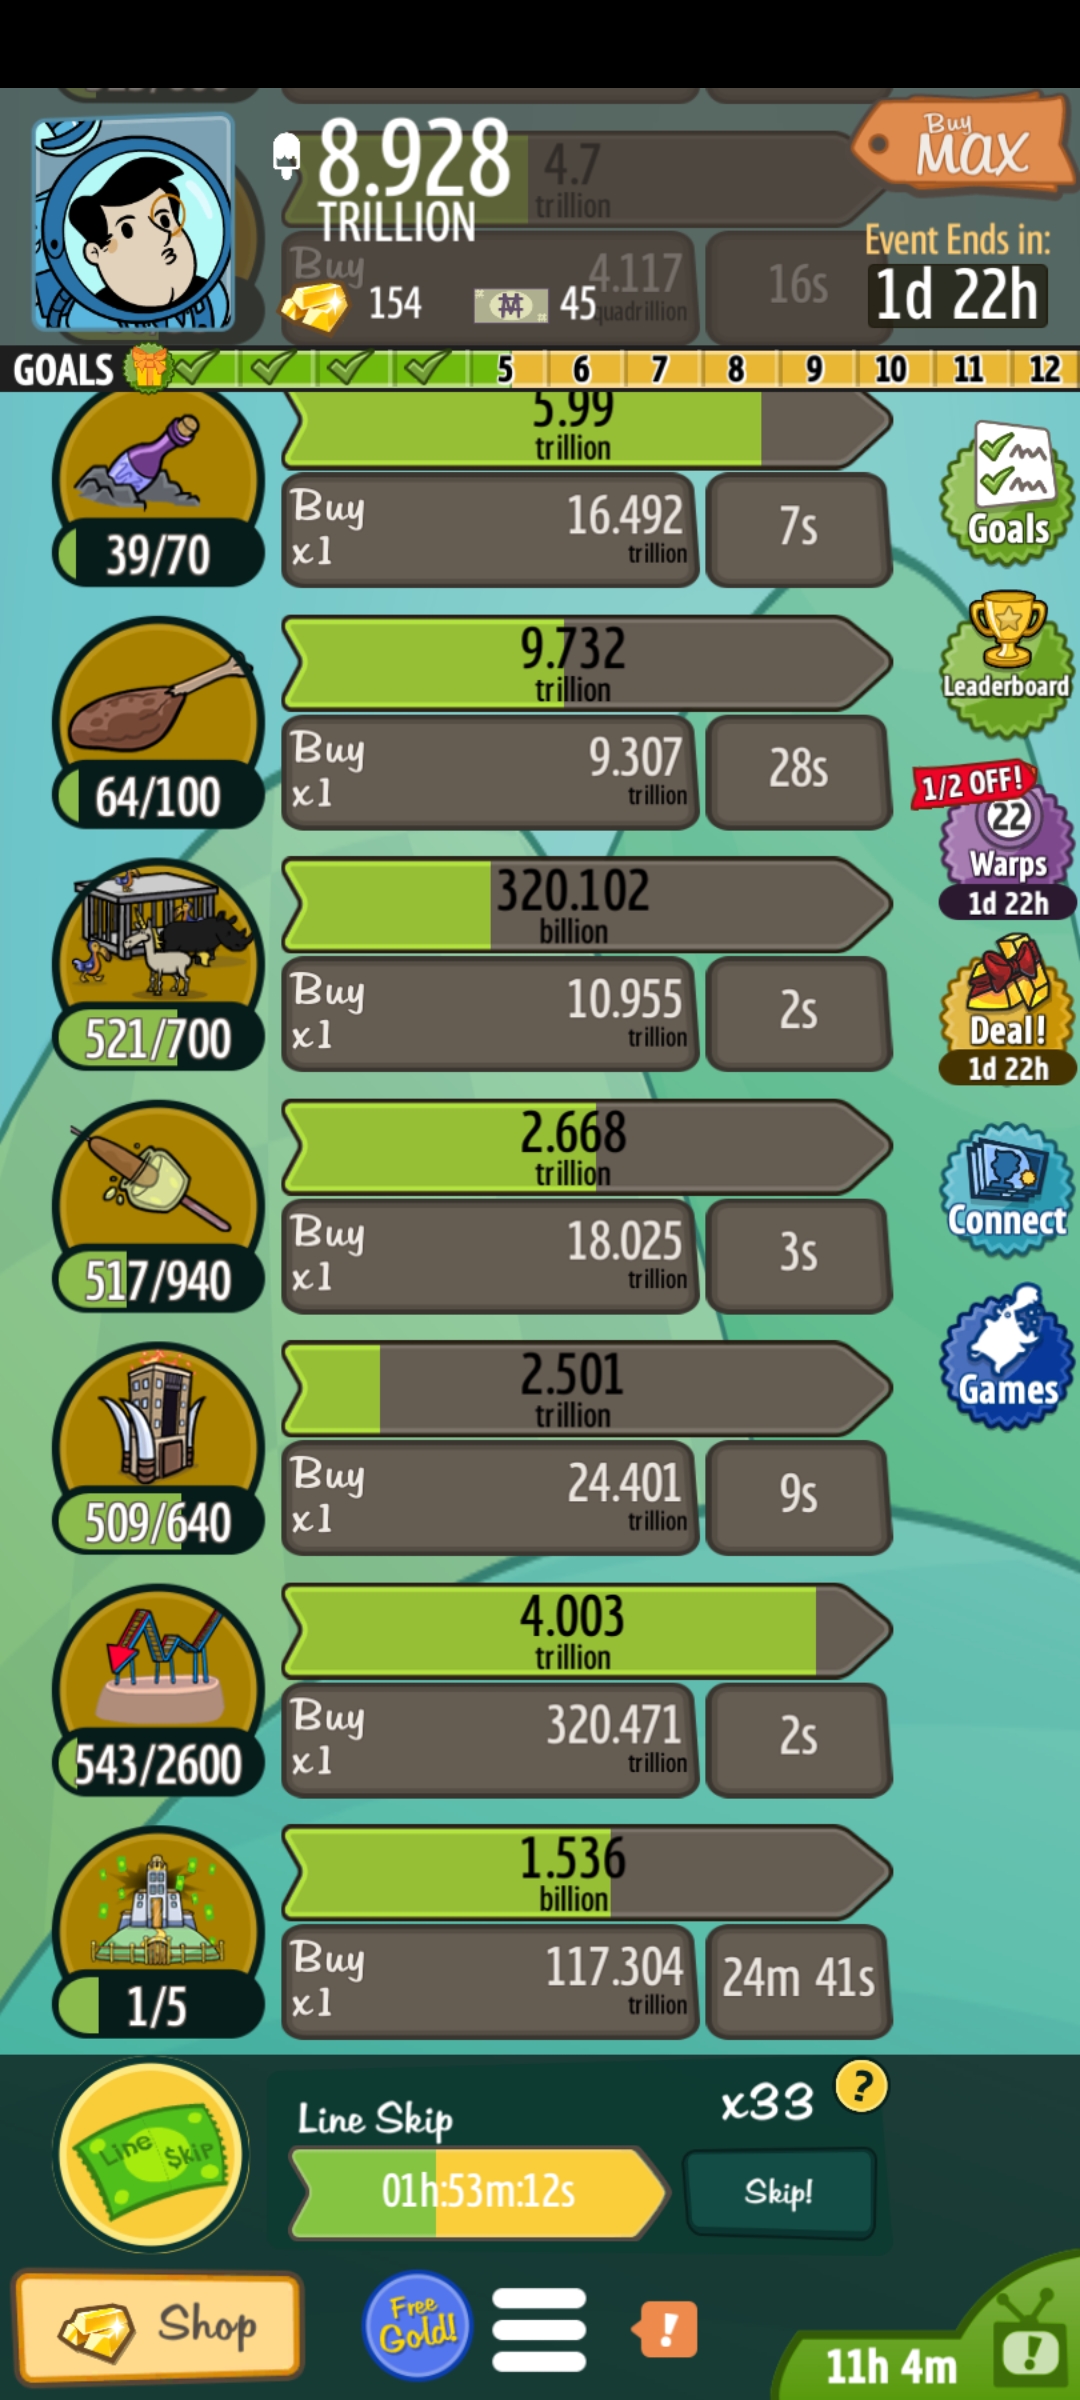 8.928
TRILLION
154
45
Buy
MAX
Event Ends in:
1d 22h
4.7
trillion
Buy
4.117
quadrillion
16s
GOALS
5 6 7 8 9 10 11 12
5.99
trillion
39/70
Buy
x1
16.492
trillion
7s
Goals
9.732
trillion
64/100
Buy
x1
9.307
trillion
28s
Leaderboard
1/2 OFF!
22
Warps
1d 22h
320.102
billion
521/700
Buy
x1
10.955
trillion
2s
Deal!
1d 22h
2.668
trillion
517/940
Buy
x1
18.025
trillion
3s
Connect
2.501
trillion
509/640
Buy
x1
24.401
trillion
9s
Games
4.003
trillion
543/2600
Buy
x1
320.471
trillion
2s
1.536
billion
1/5
Buy
x1
117.304
trillion
24m 41s
Line $kip
Line Skip
x33
?
01h:53m:12s
Skip!
Shop
Free
Gold!
!
11h 4m
!